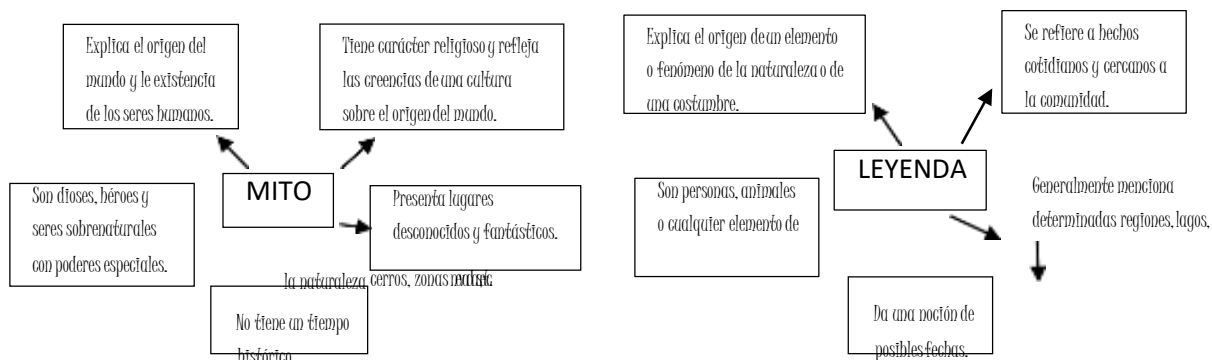 Explica el origen del
mundo y le existencia
de los seres humanos.
Tiene carácter religioso y refleja
las creencias de una cultura
sobre el origen del mundo.
MITO
Son dioses, héroes y
seres sobrenaturales
con poderes especiales.
Presenta lugares
desconocidos y fantásticos.
la naturaleza cerros, zonas
No tiene un tiempo
histórico
Explica el origen de un elemento
o fenómeno de la naturaleza o de
una costumbre.
Se refiere a hechos
cotidianos y cercanos a
la comunidad.
LEYENDA
Son personas, animales
o cualquier elemento de
Generalmente menciona
determinadas regiones, lagos,
Da una noción de
posibles fechas.